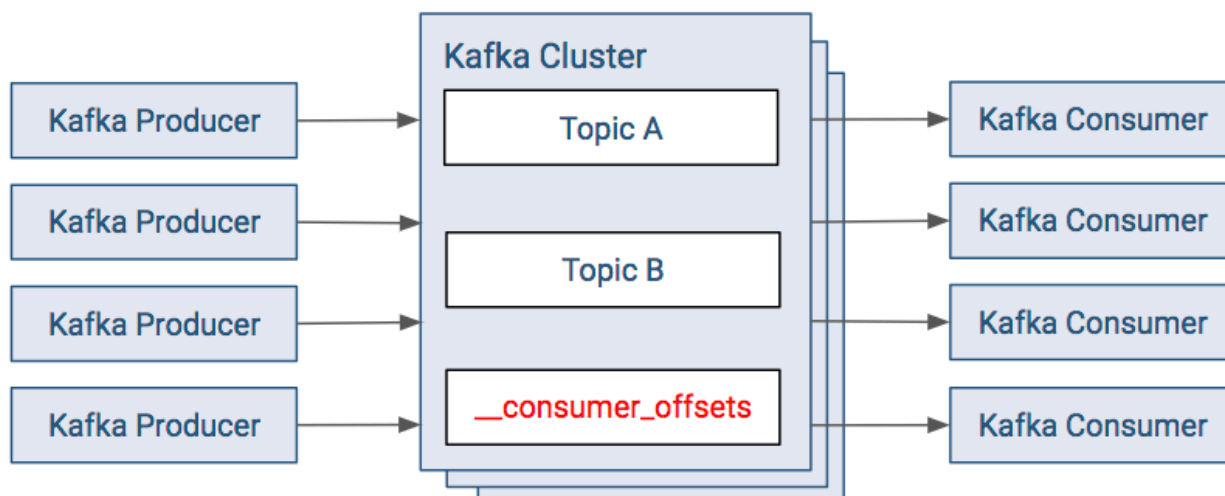 Kafka Cluster
Kafka Producer
Topic A
Kafka Consumer
Kafka Producer
Kafka Consumer
Topic B
Kafka Producer
Kafka Consumer
Kafka Producer
__consumer_offsets
Kafka Consumer